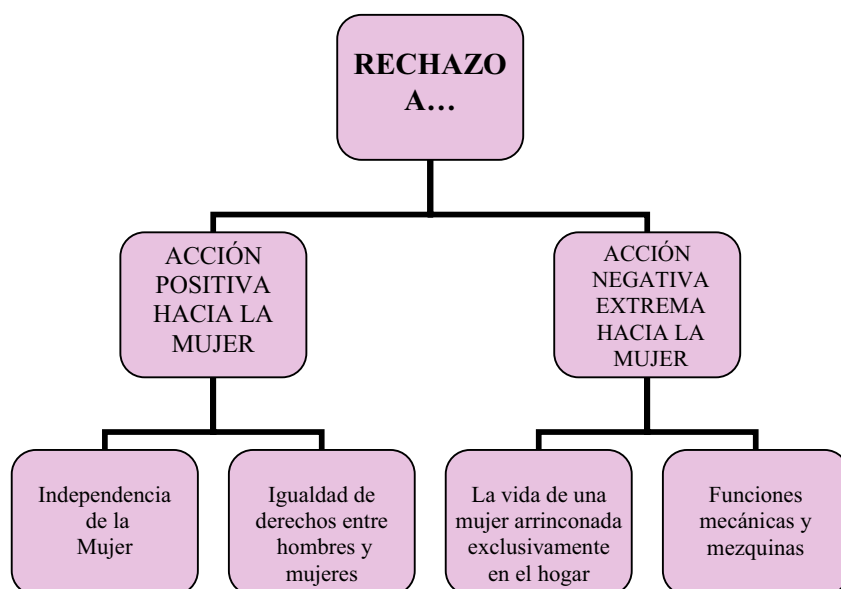 RECHAZO
A…
ACCIÓN
POSITIVA
HACIA LA
MUJER
ACCIÓN
NEGATIVA
EXTREMA
HACIA LA
MUJER
Independencia
de la
Mujer
Igualdad de
derechos entre
hombres y
mujeres
La vida de una
mujer arrinconada
exclusivamente
en el hogar
Funciones
mecánicas y
mezquinas